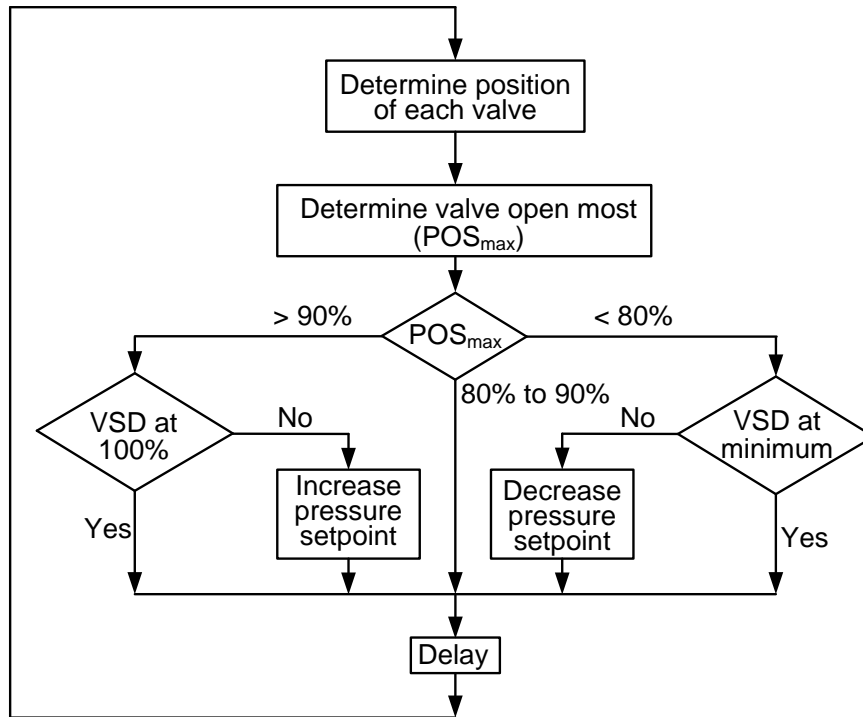 Determine position
of each valve
Determine valve open most
(POSmax)
> 90%
POSmax
< 80%
80% to 90%
VSD at
100%
No
No
VSD at
minimum
Increase
pressure
setpoint
Decrease
pressure
setpoint
Yes
Yes
Delay